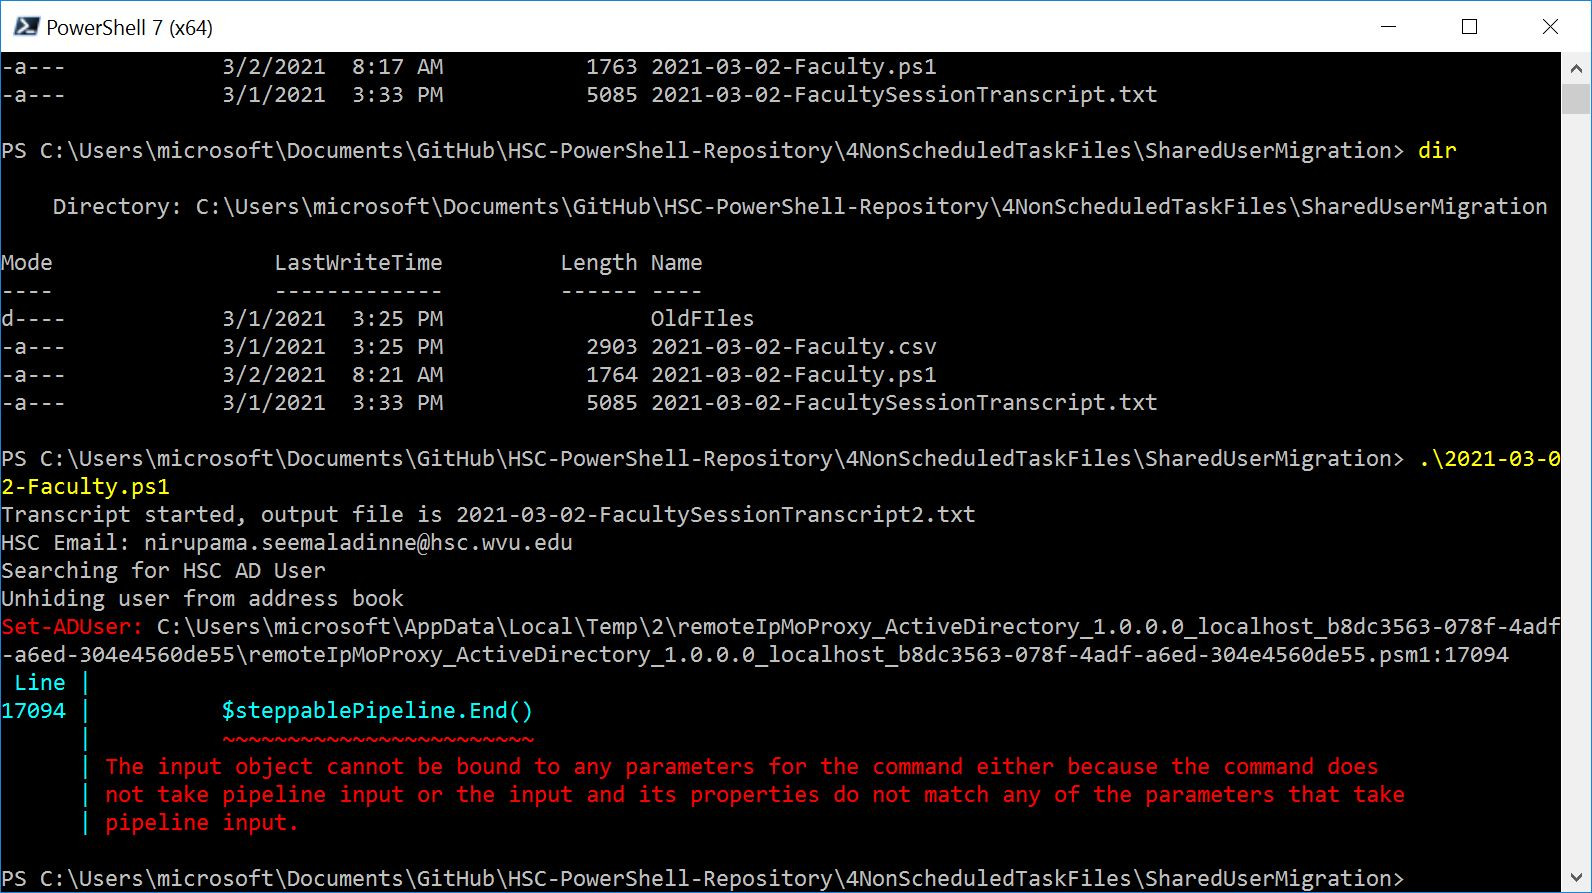 PowerShell 7 (x64)
-a---            3/2/2021  8:17 AM           1763 2021-03-02-Faculty.ps1
-a---            3/1/2021  3:33 PM           5085 2021-03-02-FacultySessionTranscript.txt
PS C:\Users\microsoft\Documents\GitHub\HSC-PowerShell-Repository\4NonScheduledTaskFiles\SharedUserMigration> dir
Directory: C:\Users\microsoft\Documents\GitHub\HSC-PowerShell-Repository\4NonScheduledTaskFiles\SharedUserMigration
Mode                 LastWriteTime         Length Name
----                 -------------         ------ ----
d----            3/1/2021  3:25 PM                OldFIles
-a---            3/1/2021  3:25 PM           2903 2021-03-02-Faculty.csv
-a---            3/2/2021  8:21 AM           1764 2021-03-02-Faculty.ps1
-a---            3/1/2021  3:33 PM           5085 2021-03-02-FacultySessionTranscript.txt
PS C:\Users\microsoft\Documents\GitHub\HSC-PowerShell-Repository\4NonScheduledTaskFiles\SharedUserMigration> .\2021-03-0
2-Faculty.ps1
Transcript started, output file is 2021-03-02-FacultySessionTranscript2.txt
HSC Email: nirupama.seemaladinne@hsc.wvu.edu
Searching for HSC AD User
Unhiding user from address book
Set-ADUser: C:\Users\microsoft\AppData\Local\Temp\2\remoteIpMoProxy_ActiveDirectory_1.0.0.0_localhost_b8dc3563-078f-4adf
-a6ed-304e4560de55\remoteIpMoProxy_ActiveDirectory_1.0.0.0_localhost_b8dc3563-078f-4adf-a6ed-304e4560de55.psm1:17094
Line |
17094 |          $steppablePipeline.End()
|          ~~~~~~~~~~~~~~~~~~~~~~~~
| The input object cannot be bound to any parameters for the command either because the command does
| not take pipeline input or the input and its properties do not match any of the parameters that take
| pipeline input.
PS C:\Users\microsoft\Documents\GitHub\HSC-PowerShell-Repository\4NonScheduledTaskFiles\SharedUserMigration>